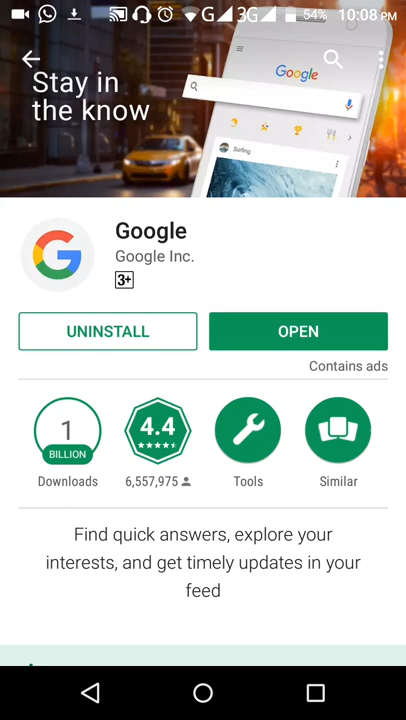 G 3G 54% 10:08 PM
Stay in
the know
Google
Surfing
Google
Google Inc.
3+
UNINSTALL
OPEN
Contains ads
1
BILLION
4.4
Downloads
6,557,975
Tools
Similar
Find quick answers, explore your
interests, and get timely updates in your
feed